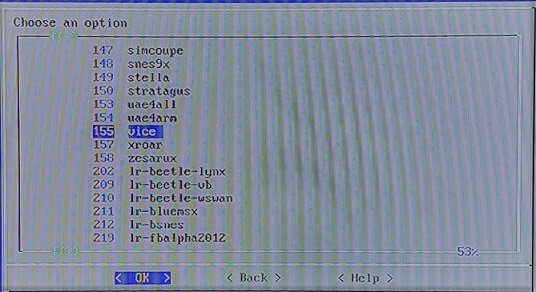 Choose an option
147 simcoupe
148 snes9x
149 stella
150 stratagus
153 uae4all
154 uae4arm
155 vice
157 xroar
158 zesarux
202 lr-beetle-lynx
209 lr-beetle-vb
210 lr-beetle-wswan
211 lr-bluemsx
212 lr-bsnes
219 lr-fbalpha2012
53%
< OK > < Back > < Help >